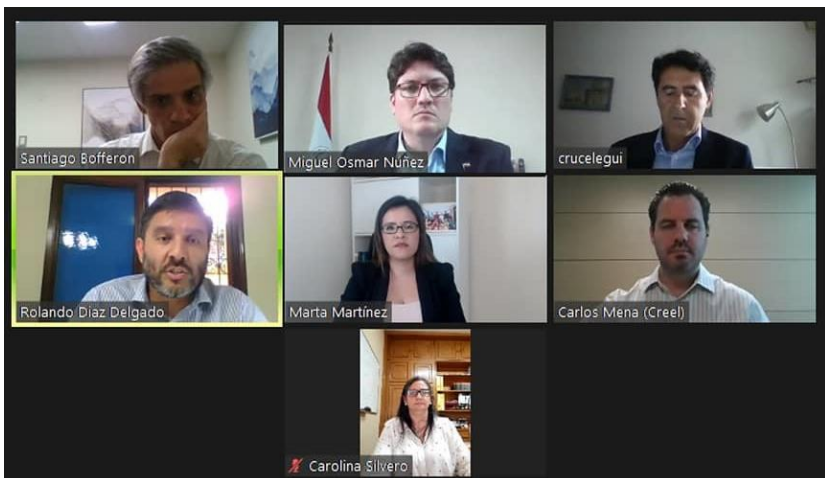 Santiago Bofferon
Miguel Osmar Nuñez
crucelegui
Rolando Diaz Delgado
Marta Martínez
Carlos Mena (Creel)
Carolina Silvero